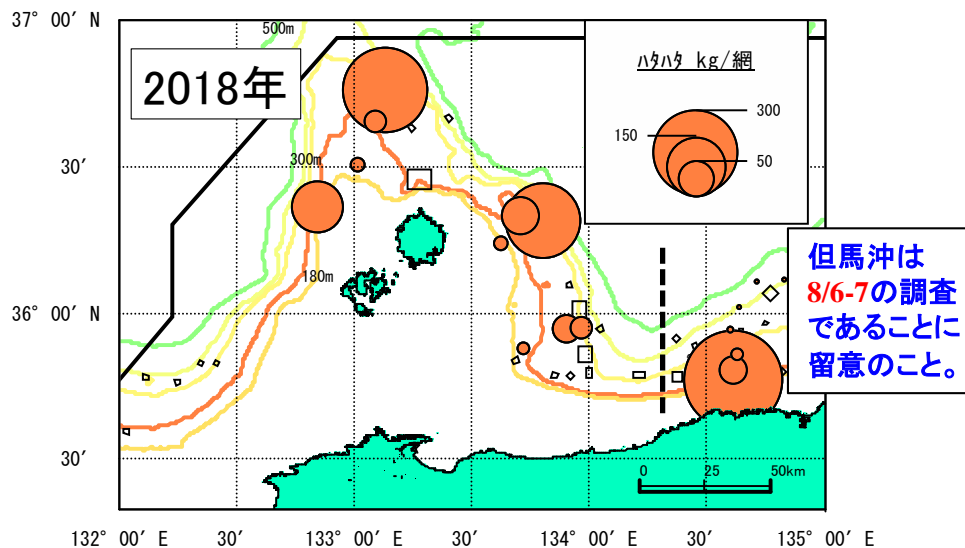 37° 00′ N
500m
2018年
ﾊﾀﾊﾀ kg/網
300
150
50
30′
300m
180m
但馬沖は
8/6-7の調査
であることに
留意のこと。
36° 00′
30′
0 25 50km
132° 00′ E 30′ 133° 00′ E 30′ 134° 00′ E 30′ 135° 00′ E